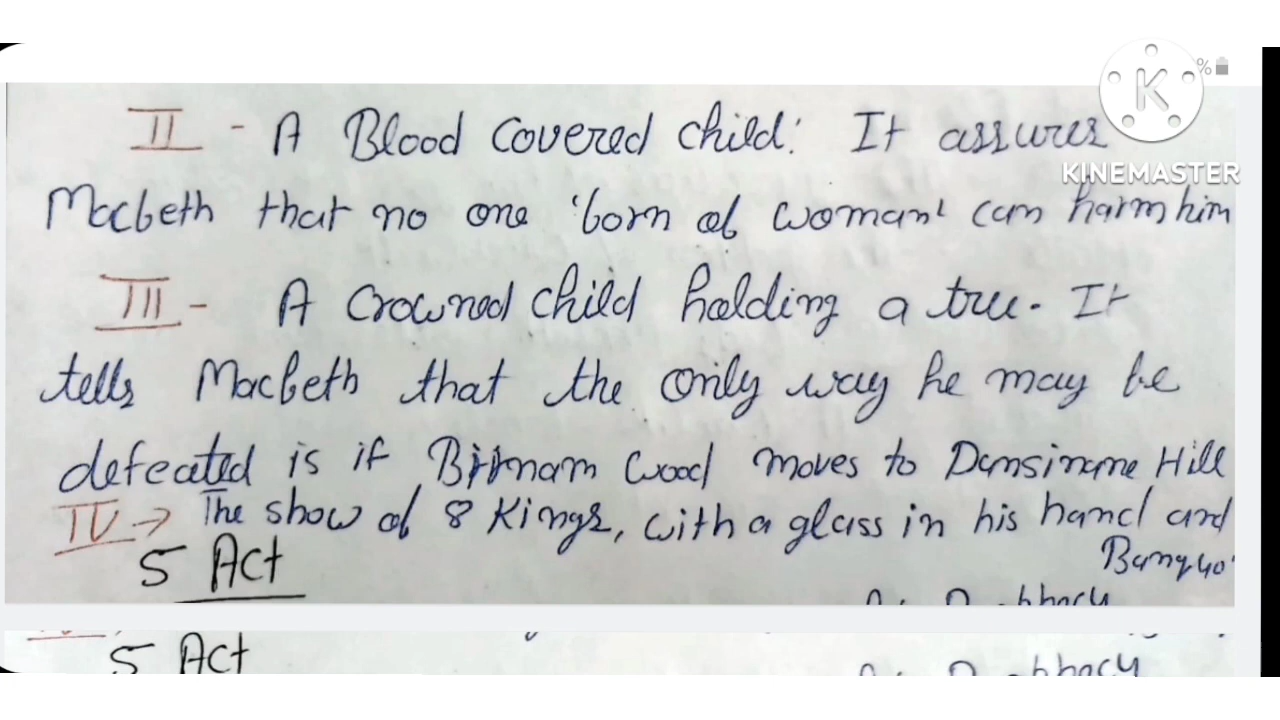 %
K
KINEMASTER
II - A Blood Covered child: It assures
Macbeth that no one 'born of woman' can harm him
III - A Crowned child holding a tree. It
tells Macbeth that the only way he may be
defeated is if Birnam Wood moves to Dunsinane Hill
IV → The show of 8 Kings, with a glass in his hand and
Banquo
5 Act
5 Act